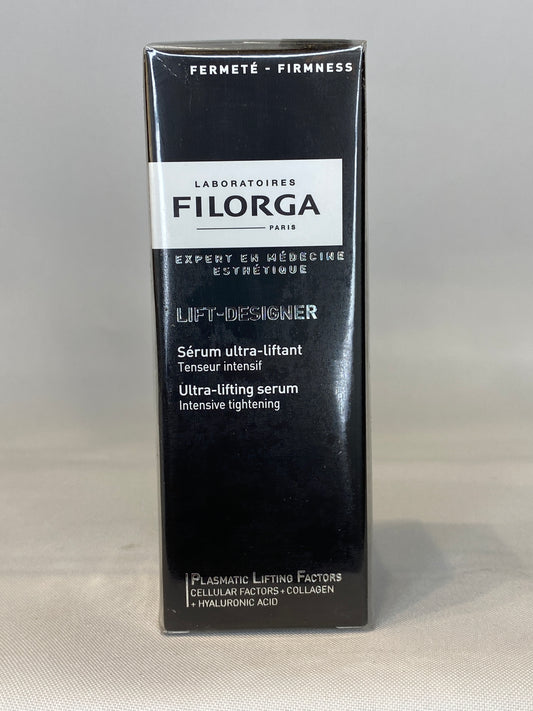 FERMETÉ - FIRMNESS
LABORATOIRES
FILORGA
PARIS
EXPERT EN MÉDECINE
ESTHÉTIQUE
LIFT-DESIGNER
Sérum ultra-liftant
Tenseur intensif
Ultra-lifting serum
Intensive tightening
PLASMATIC LIFTING FACTORS
CELLULAR FACTORS + COLLAGEN
+ HYALURONIC ACID